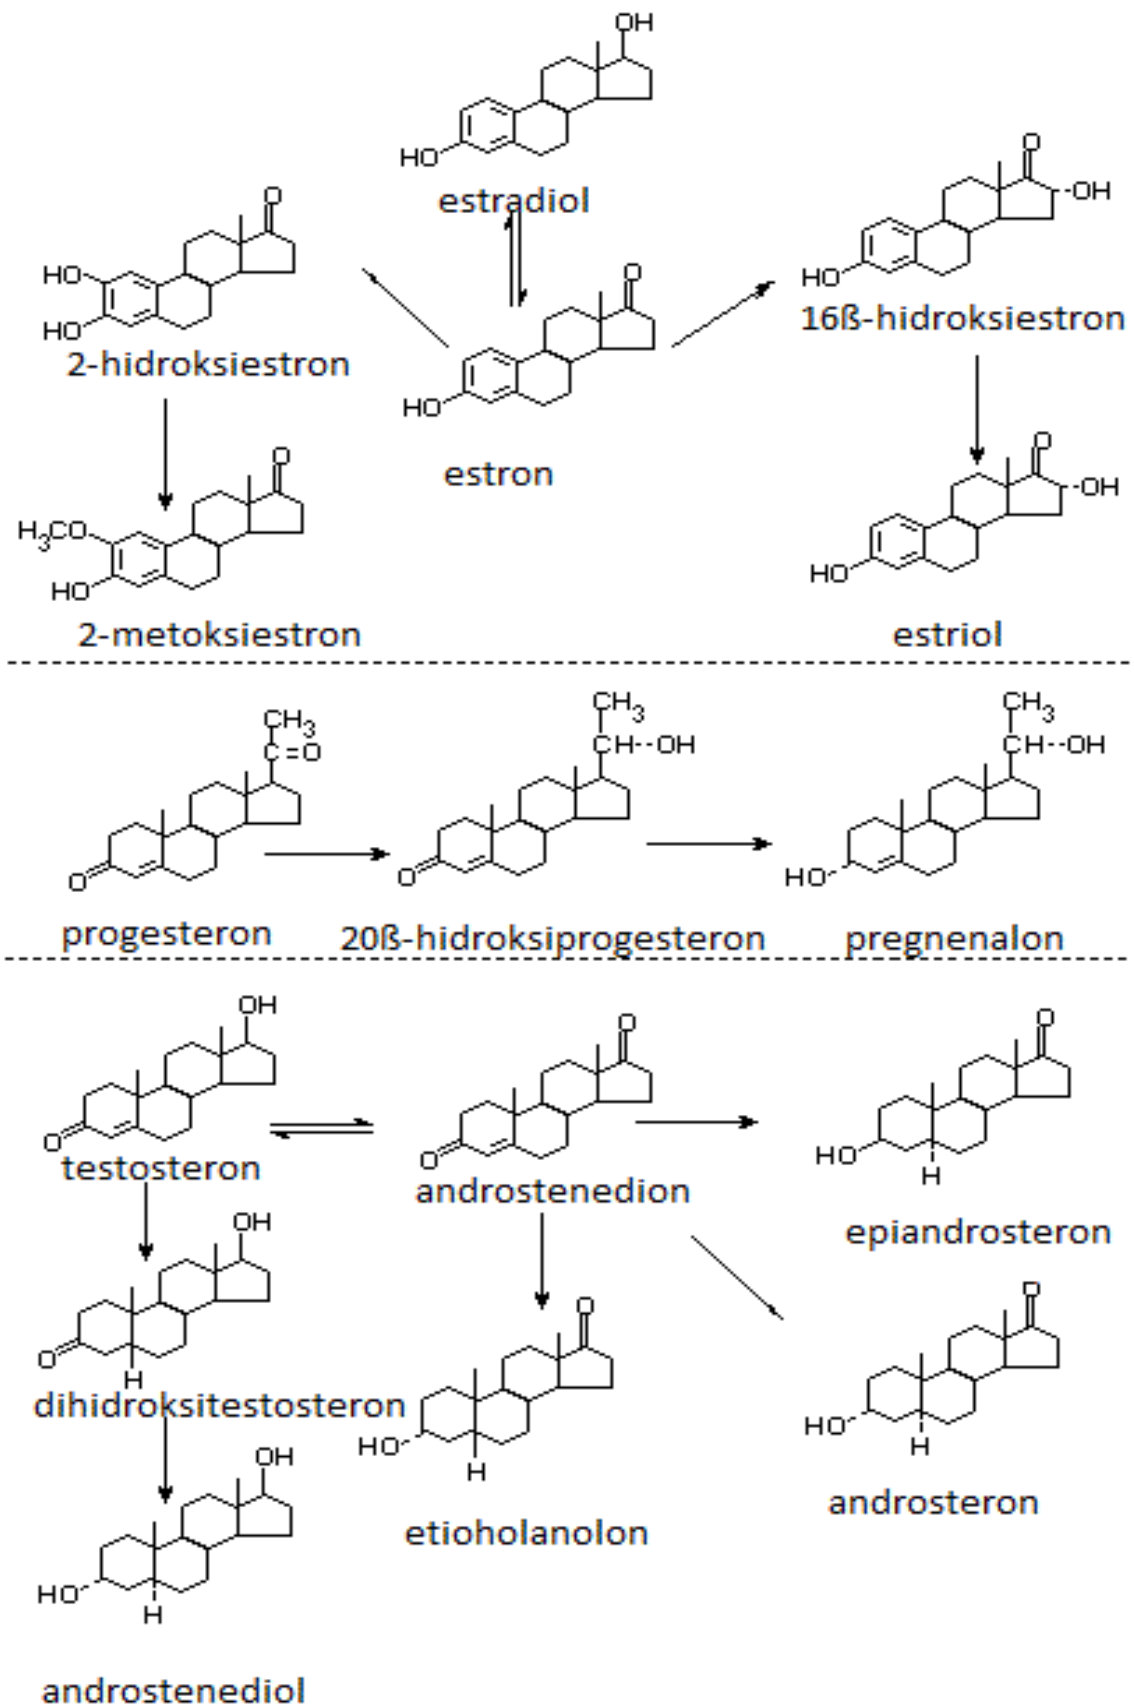 OH
HO
estradiol
O
HO
HO
2-hidroksiestron
O
HO
estron
O
OH
HO
16ß-hidroksiestron
O
H3CO
HO
2-metoksiestron
O
OH
HO
estriol
CH3
C=O
O
progesteron
CH3
CH--OH
O
20ß-hidroksiprogesteron
CH3
CH--OH
HO
pregnenalon
OH
O
testosteron
O
O
androstenedion
O
HO
H
epiandrosteron
OH
O
H
dihidroksitestosteron
O
HO
H
etioholanolon
O
HO
H
androsteron
OH
HO
H
androstenediol